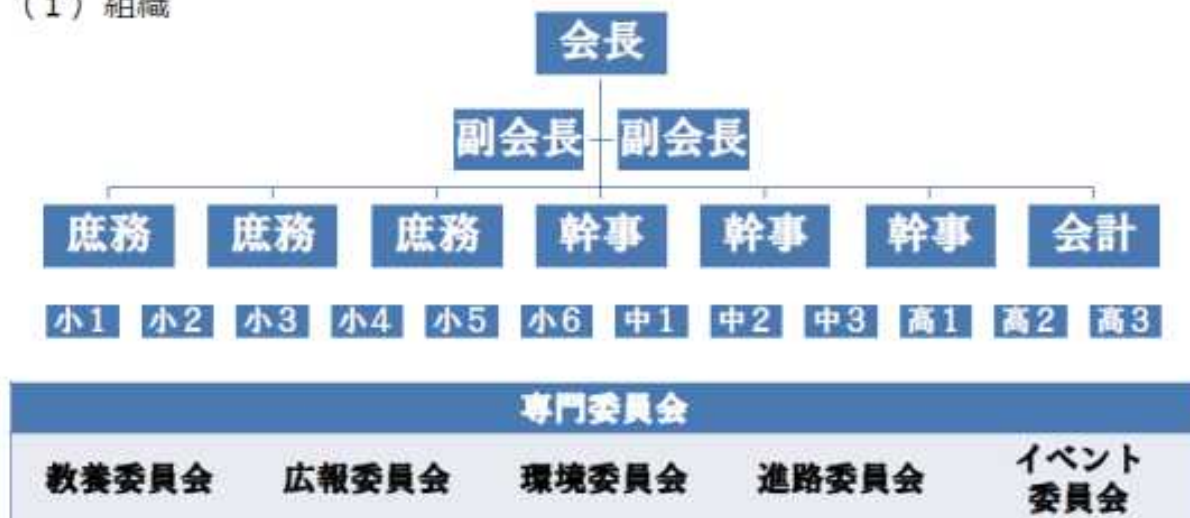 （１）組織
会長
副会長 副会長
庶務 庶務 庶務 幹事 幹事 幹事 会計
小1 小2 小3 小4 小5 小6 中1 中2 中3 高1 高2 高3
専門委員会
教養委員会 広報委員会 環境委員会 進路委員会 イベント
委員会